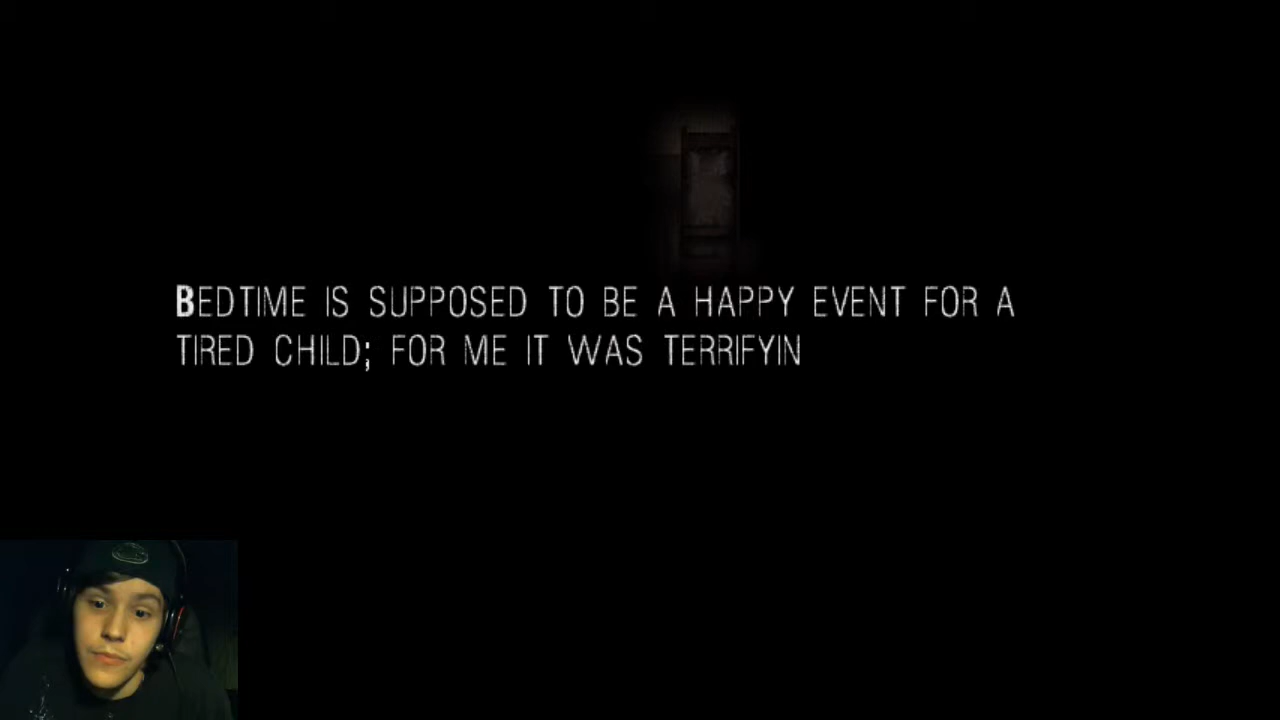 BEDTIME IS SUPPOSED TO BE A HAPPY EVENT FOR A
TIRED CHILD; FOR ME IT WAS TERRIFYIN